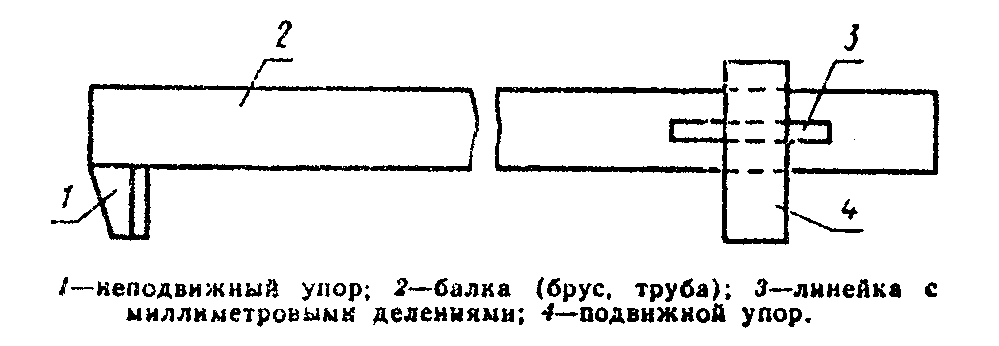 2
3
1
4
1—неподвижный упор; 2—балка (брус, труба); 3—линейка с
миллиметровыми делениями; 4—подвижной упор.